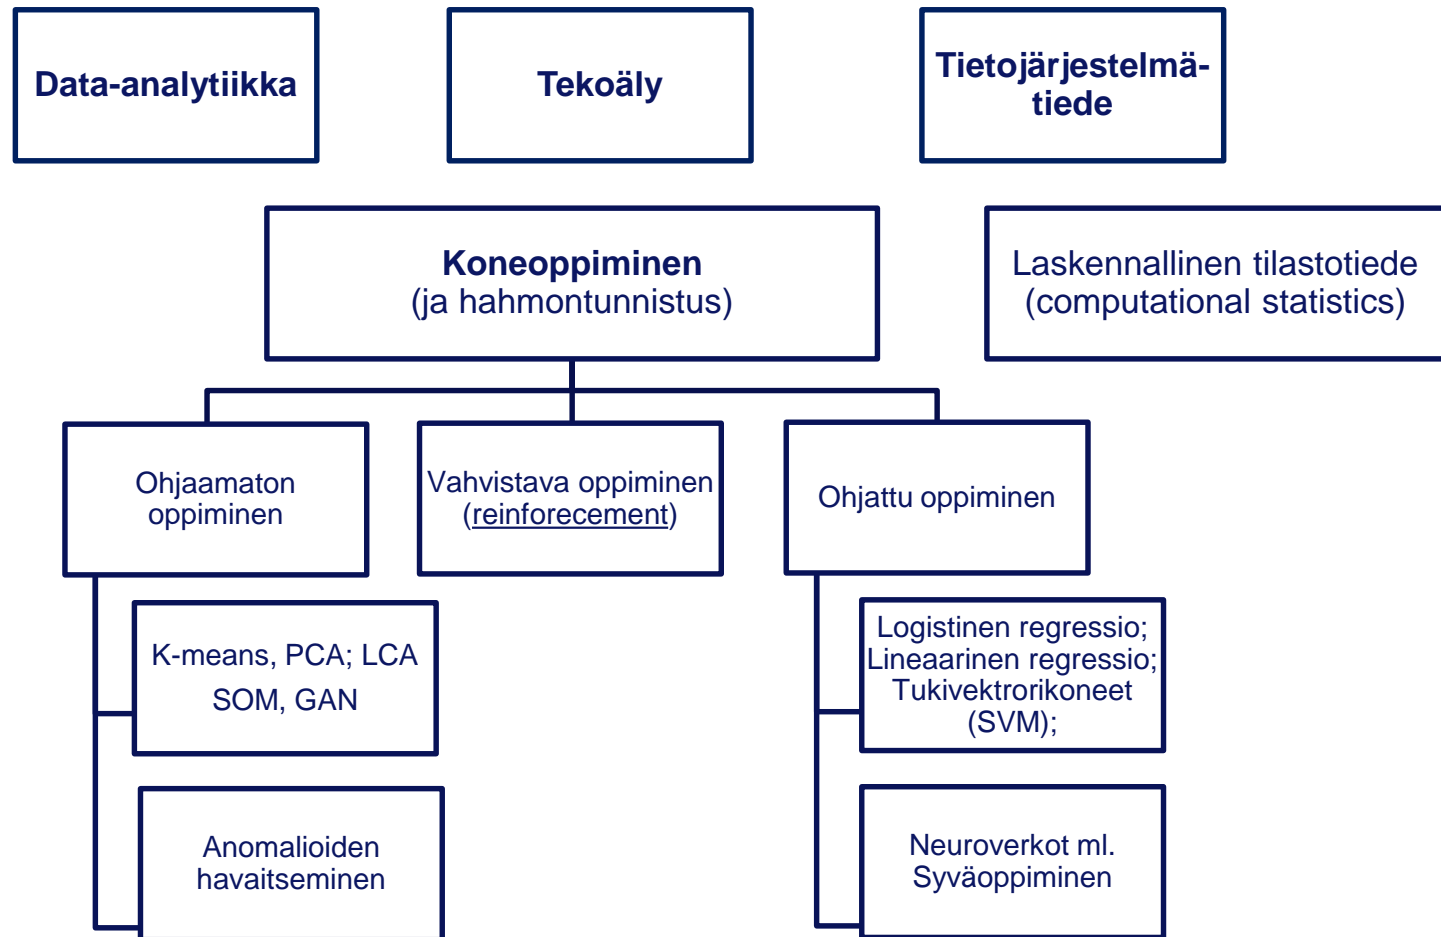 Data-analytiikka
Tekoäly
Tietojärjestelmä-
tiede
Koneoppiminen
(ja hahmontunnistus)
Laskennallinen tilastotiede
(computational statistics)
Ohjaamaton
oppiminen
Vahvistava oppiminen
(reinforecement)
Ohjattu oppiminen
K-means, PCA; LCA
SOM, GAN
Logistinen regressio;
Lineaarinen regressio;
Tukivektrorikoneet
(SVM);
Anomalioiden
havaitseminen
Neuroverkot ml.
Syväoppiminen